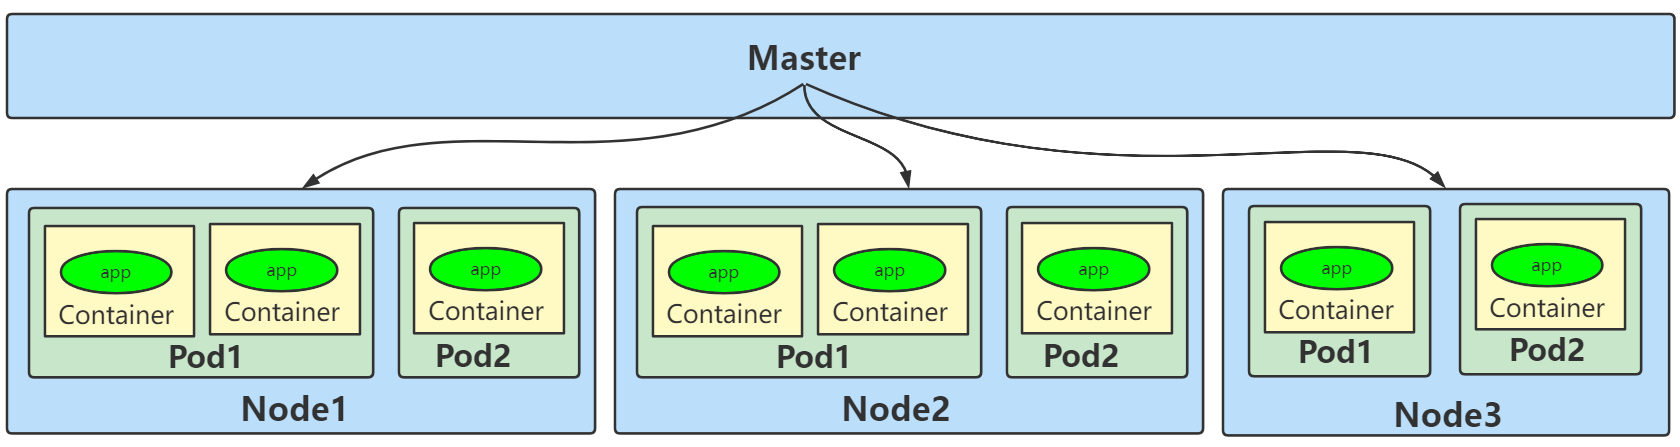 Master
app
Container
app
Container
Pod1
app
Container
Pod2
Node1
app
Container
app
Container
Pod1
app
Container
Pod2
Node2
app
Container
Pod1
app
Container
Pod2
Node3